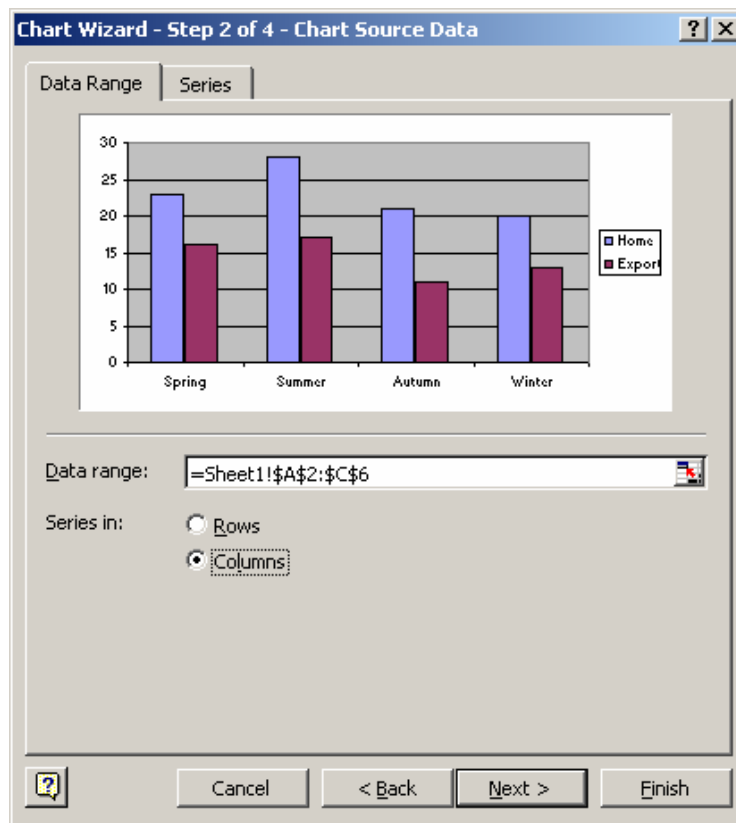 Chart Wizard - Step 2 of 4 - Chart Source Data
Data Range Series
30
25
20
15
10
5
0
Spring Summer Autumn Winter
Home
Export
Data range: =Sheet1!$A$2:$C$6
Series in: Rows
Columns
Cancel < Back Next > Finish